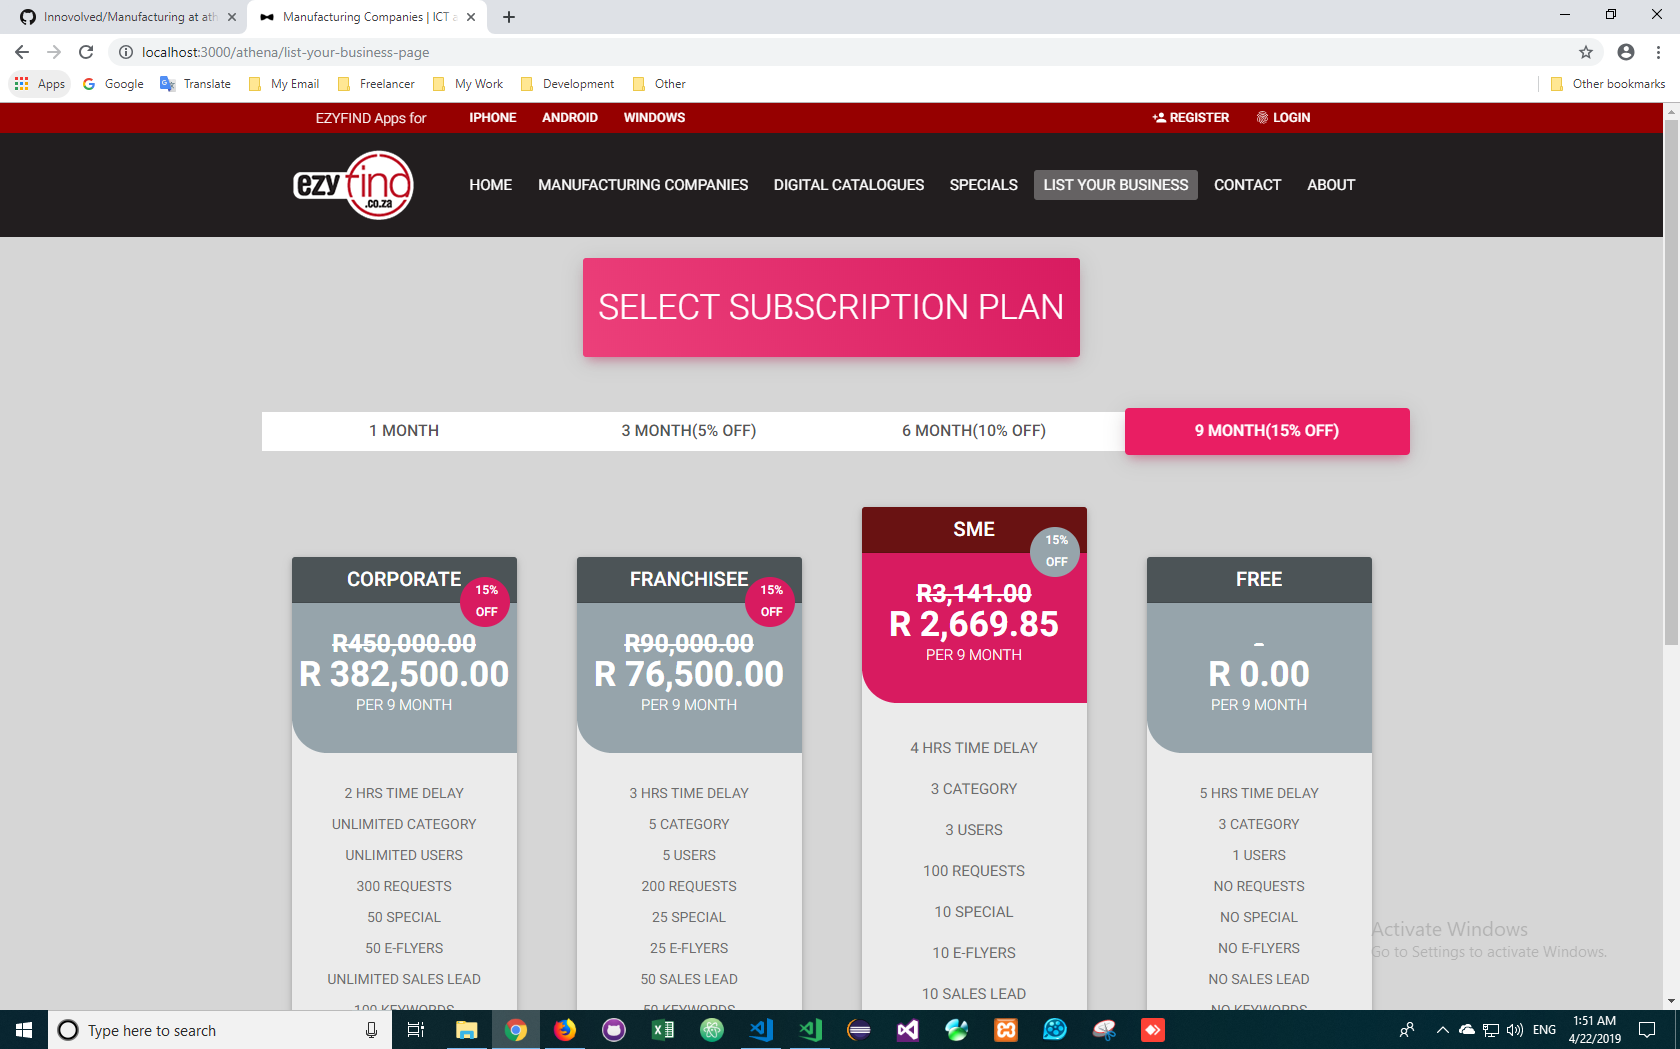 Innovolved/Manufacturing at ath
Manufacturing Companies | ICT a
localhost:3000/athena/list-your-business-page
Apps
Google
Translate
My Email
Freelancer
My Work
Development
Other
Other bookmarks
EZYFIND Apps for
IPHONE
ANDROID
WINDOWS
REGISTER
LOGIN
ezyfind
.co.za
HOME
MANUFACTURING COMPANIES
DIGITAL CATALOGUES
SPECIALS
LIST YOUR BUSINESS
CONTACT
ABOUT
SELECT SUBSCRIPTION PLAN
1 MONTH
3 MONTH(5% OFF)
6 MONTH(10% OFF)
9 MONTH(15% OFF)
CORPORATE
15%
OFF
R450,000.00
R 382,500.00
PER 9 MONTH
2 HRS TIME DELAY
UNLIMITED CATEGORY
UNLIMITED USERS
300 REQUESTS
50 SPECIAL
50 E-FLYERS
UNLIMITED SALES LEAD
100 KEYWORDS
FRANCHISEE
15%
OFF
R90,000.00
R 76,500.00
PER 9 MONTH
3 HRS TIME DELAY
5 CATEGORY
5 USERS
200 REQUESTS
25 SPECIAL
25 E-FLYERS
50 SALES LEAD
50 KEYWORDS
SME
15%
OFF
R3,141.00
R 2,669.85
PER 9 MONTH
4 HRS TIME DELAY
3 CATEGORY
3 USERS
100 REQUESTS
10 SPECIAL
10 E-FLYERS
10 SALES LEAD
FREE
-
R 0.00
PER 9 MONTH
5 HRS TIME DELAY
3 CATEGORY
1 USERS
NO REQUESTS
NO SPECIAL
NO E-FLYERS
NO SALES LEAD
NO KEYWORDS
Activate Windows
Go to Settings to activate Windows.
Type here to search
ENG
1:51 AM
4/22/2019